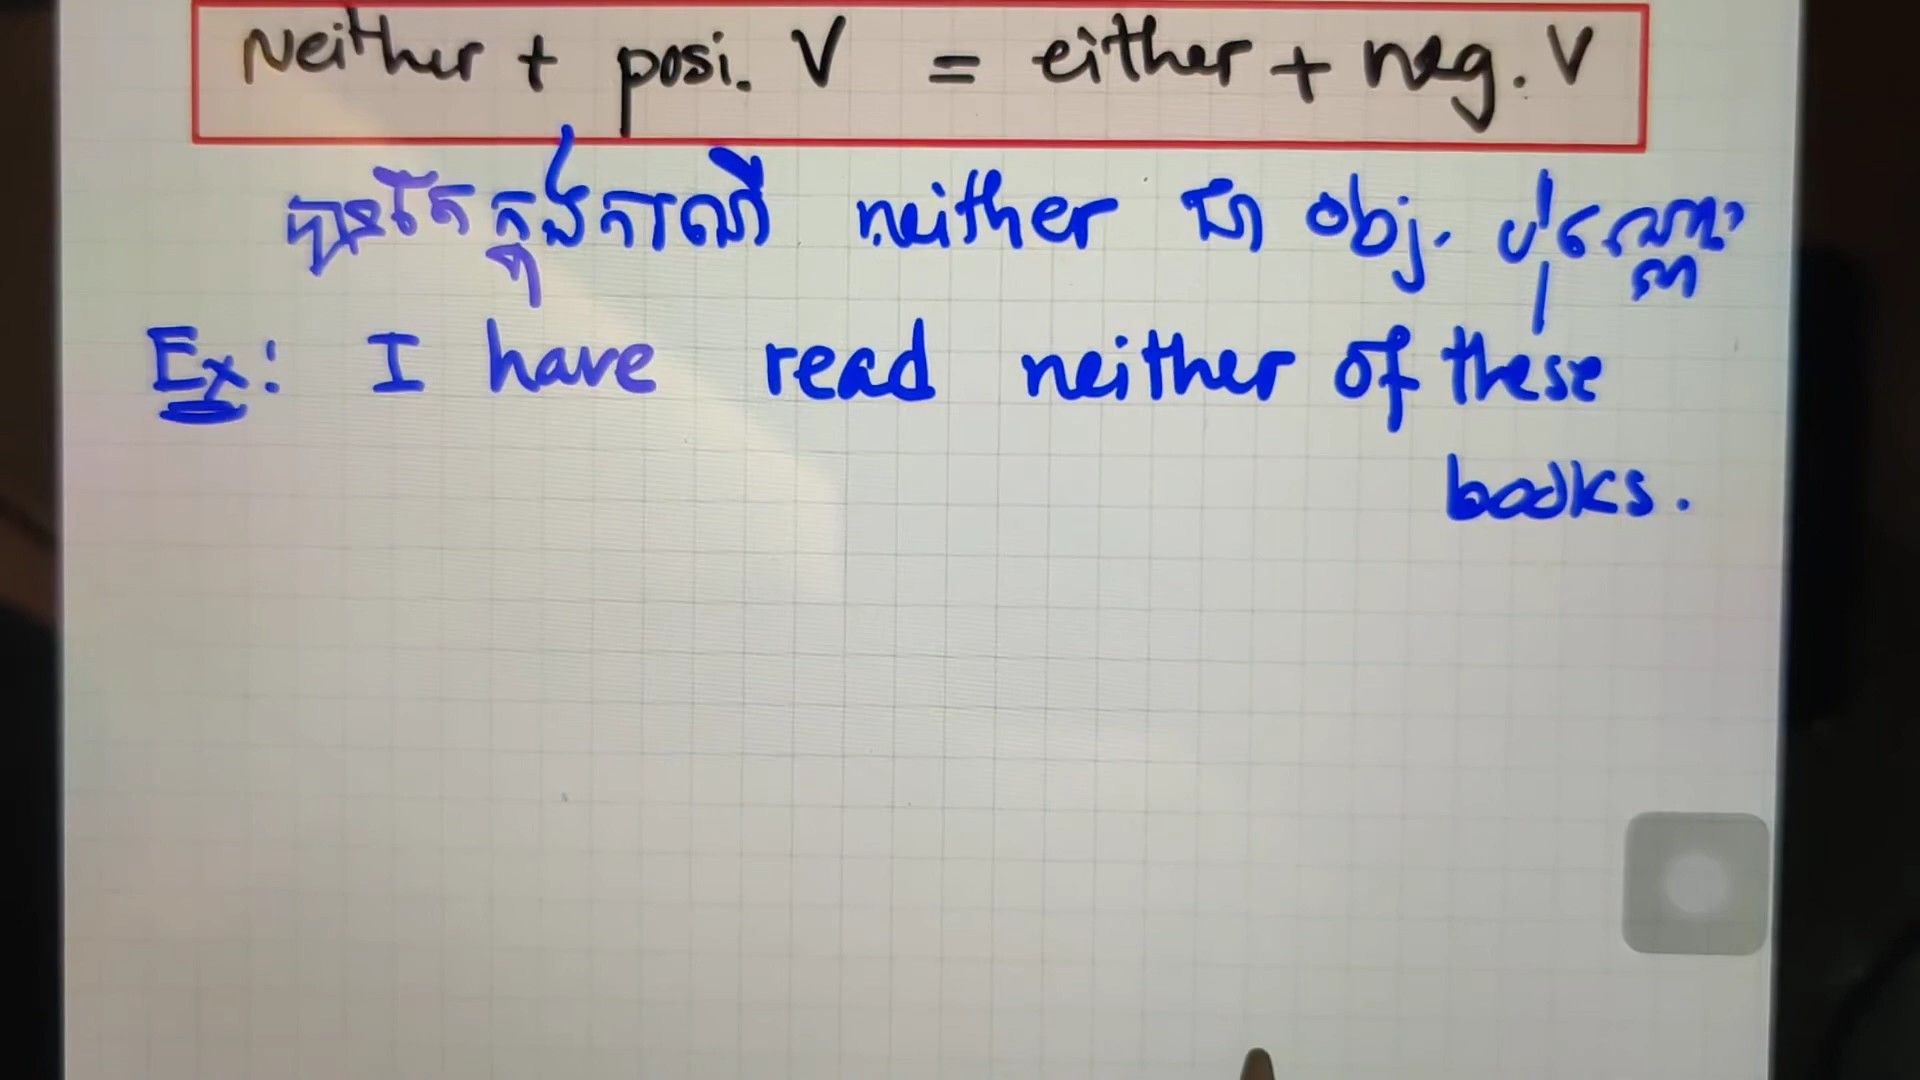 Neither + posi. V = either + neg. V
បានតែក្នុងករណី neither ជា obj. ប៉ុណ្ណោះ
Ex: I have read neither of these
books.